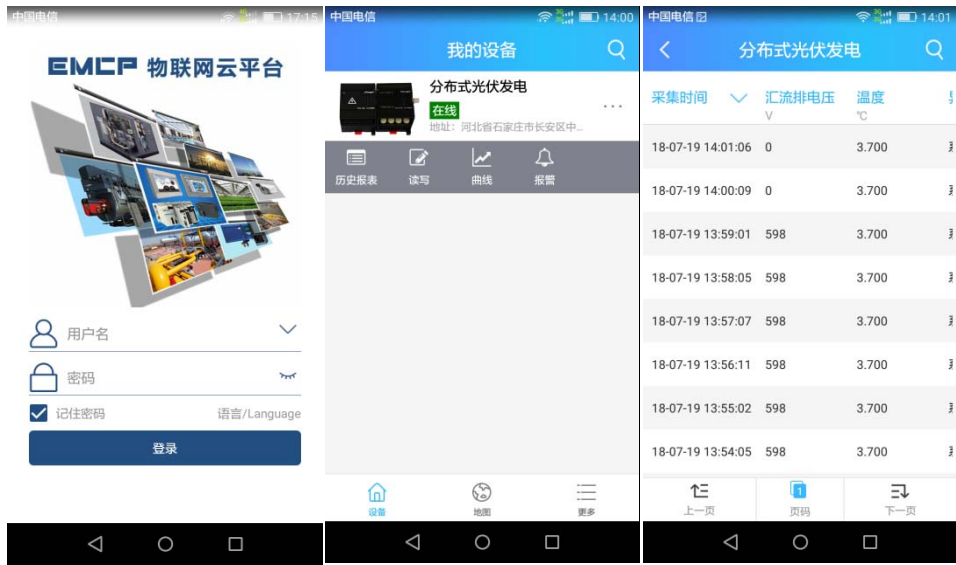 中国电信 17:15
EMCP 物联网云平台
用户名
密码
记住密码 语言/Language
登录
中国电信 14:00
我的设备
分布式光伏发电
在线
地址：河北省石家庄市长安区中...
历史报表 读写 曲线 报警
设备 地图 更多
中国电信 14:01
分布式光伏发电
采集时间 汇流排电压 温度
V ℃
18-07-19 14:01:06 0 3.700
18-07-19 14:00:09 0 3.700
18-07-19 13:59:01 598 3.700
18-07-19 13:58:05 598 3.700
18-07-19 13:57:07 598 3.700
18-07-19 13:56:11 598 3.700
18-07-19 13:55:02 598 3.700
18-07-19 13:54:05 598 3.700
1
上一页 页码 下一页